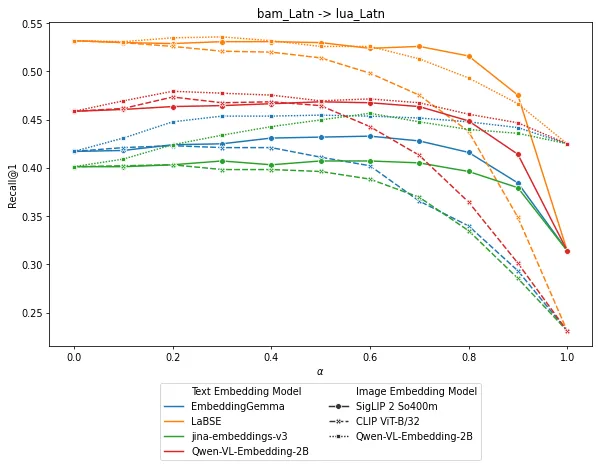 bam_Latn -> lua_Latn
0.55
0.50
0.45
0.40
0.35
0.30
0.25
Recall@1
0.0
0.2
0.4
0.6
0.8
1.0
α
Text Embedding Model
EmbeddingGemma
LaBSE
jina-embeddings-v3
Qwen-VL-Embedding-2B
Image Embedding Model
SigLIP 2 So400m
CLIP ViT-B/32
Qwen-VL-Embedding-2B